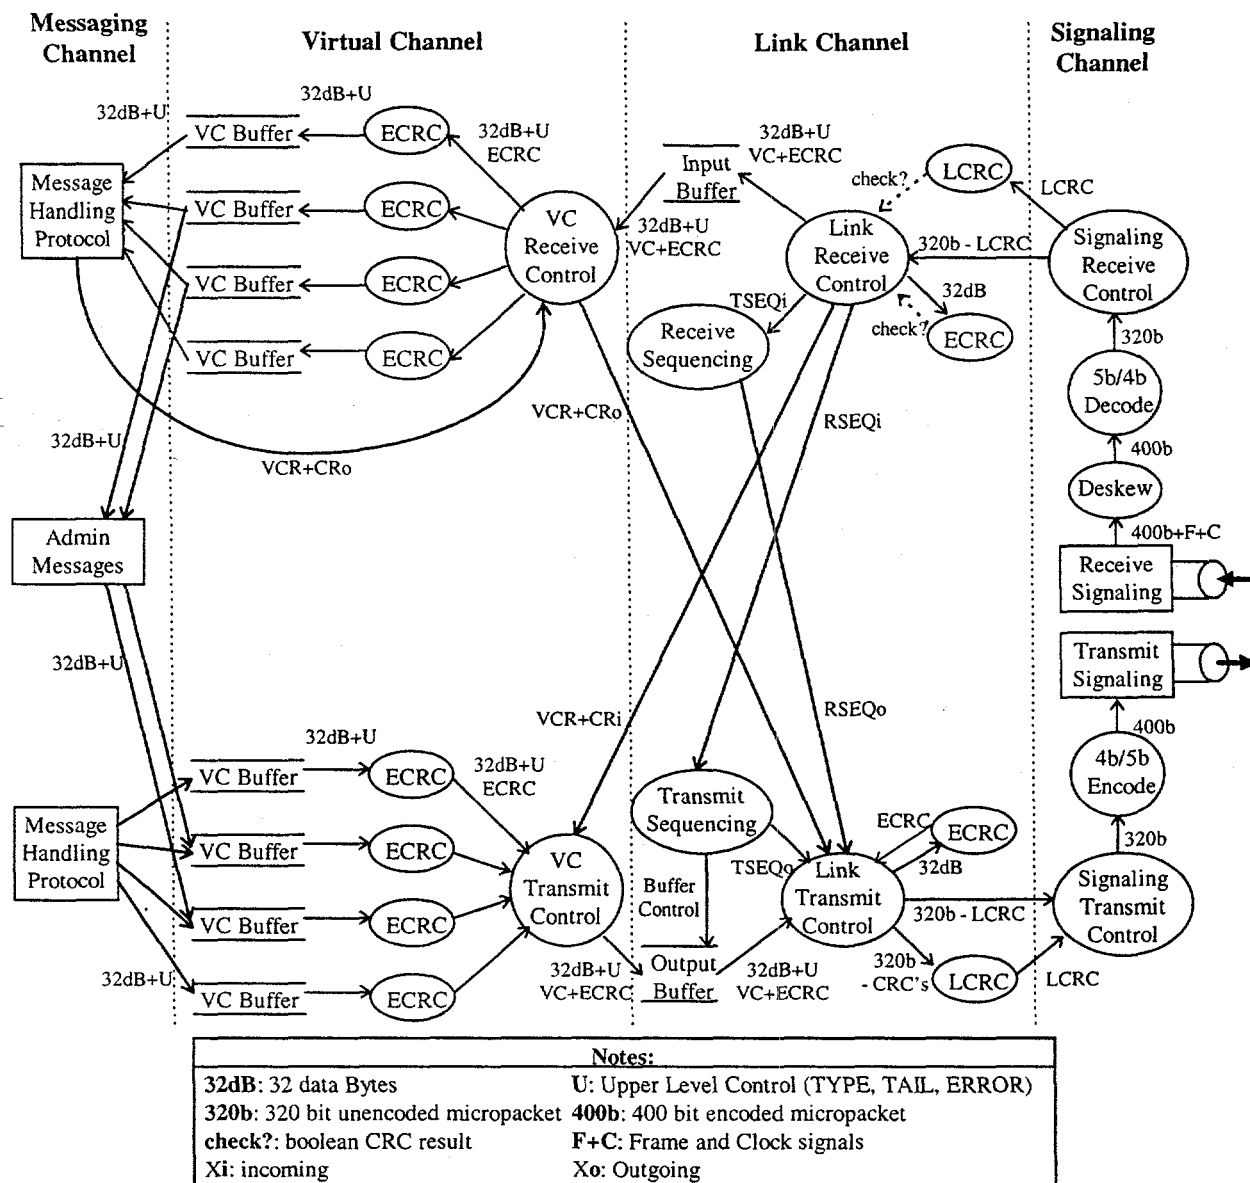 Messaging
Channel
Virtual Channel
Link Channel
Signaling
Channel
32dB+U
32dB+U
VC Buffer
ECRC
32dB+U
ECRC
32dB+U
VC+ECRC
Input
Buffer
check?
LCRC
LCRC
Message
Handling
Protocol
VC Buffer
ECRC
VC
Receive
Control
32dB+U
VC+ECRC
Link
Receive
Control
320b - LCRC
Signaling
Receive
Control
VC Buffer
ECRC
TSEQi
32dB
check?
ECRC
VC Buffer
ECRC
Receive
Sequencing
320b
5b/4b
Decode
VCR+CRo
RSEQi
32dB+U
VCR+CRo
400b
Deskew
400b+F+C
Admin
Messages
Receive
Signaling
32dB+U
Transmit
Signaling
VCR+CRi
RSEQo
400b
32dB+U
VC Buffer
ECRC
32dB+U
ECRC
4b/5b
Encode
Transmit
Sequencing
ECRC
ECRC
320b
Message
Handling
Protocol
VC Buffer
ECRC
VC
Transmit
Control
TSEQo
32dB
Link
Transmit
Control
Buffer
Control
320b - LCRC
Signaling
Transmit
Control
VC Buffer
ECRC
32dB+U
VC Buffer
ECRC
32dB+U
VC+ECRC
Output
Buffer
32dB+U
VC+ECRC
320b
- CRC's
LCRC
LCRC
Notes:
32dB: 32 data Bytes U: Upper Level Control (TYPE, TAIL, ERROR)
320b: 320 bit unencoded micropacket 400b: 400 bit encoded micropacket
check?: boolean CRC result F+C: Frame and Clock signals
Xi: incoming Xo: Outgoing